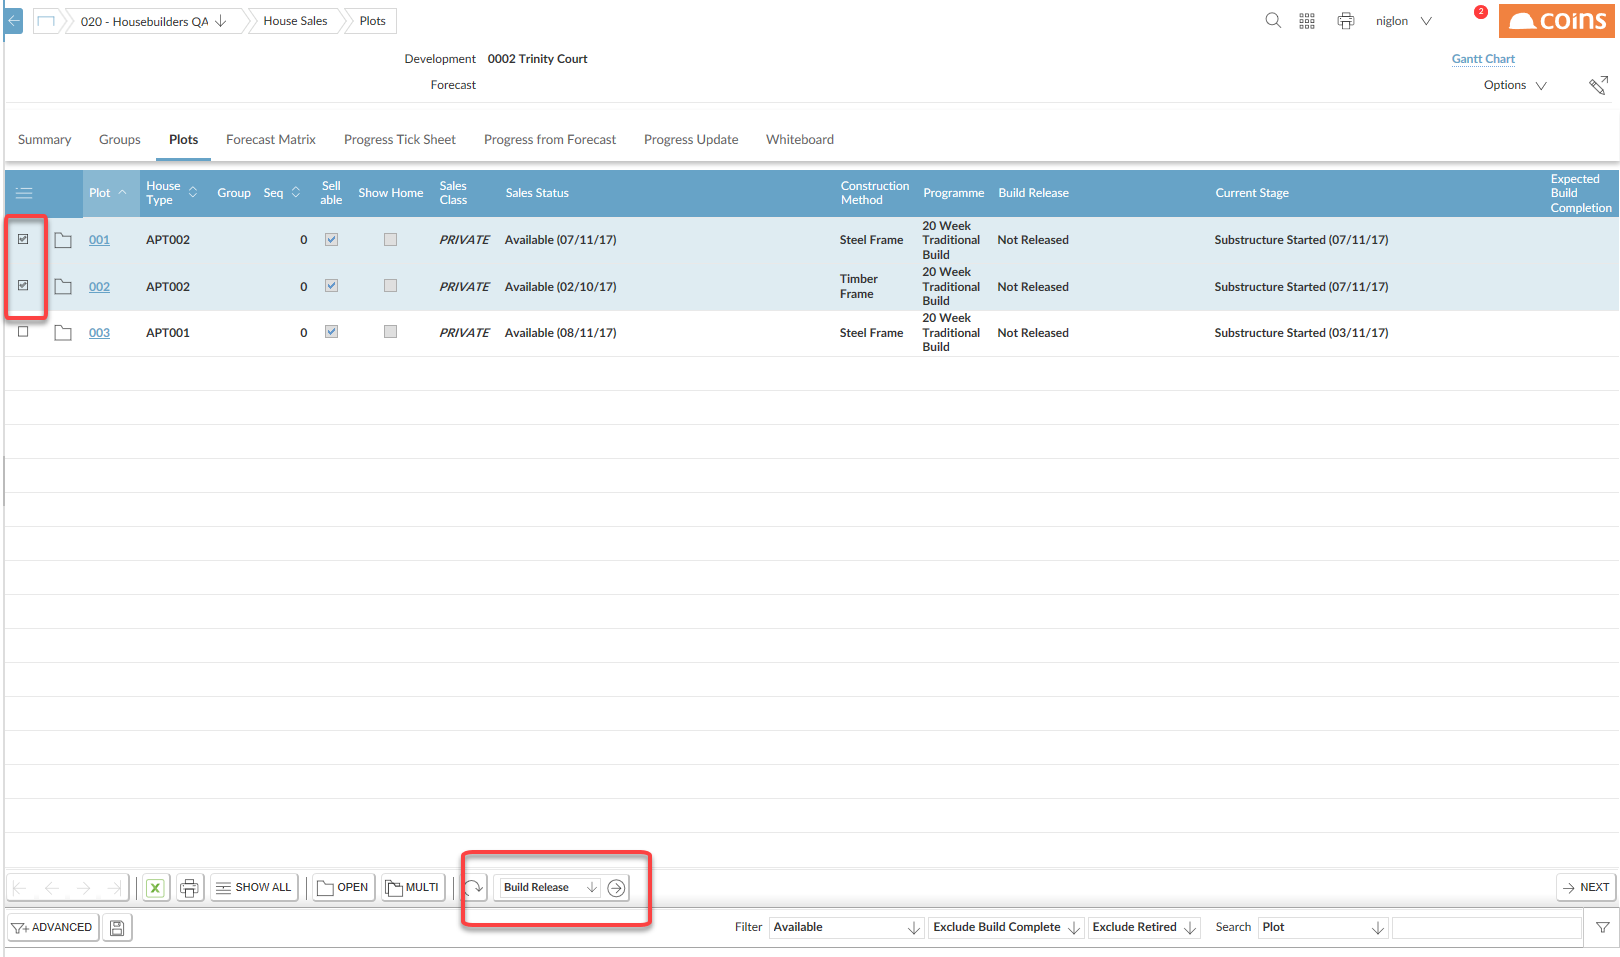 020 - Housebuilders QA
House Sales
Plots
niglon
2
coins
Development 0002 Trinity Court
Gantt Chart
Forecast
Options
Summary Groups Plots Forecast Matrix Progress Tick Sheet Progress from Forecast Progress Update Whiteboard
Plot House Type Group Seq Sell able Show Home Sales Class Sales Status Construction Method Programme Build Release Current Stage Expected Build Completion
001 APT002 0 PRIVATE Available (07/11/17) Steel Frame 20 Week Traditional Build Not Released Substructure Started (07/11/17)
002 APT002 0 PRIVATE Available (02/10/17) Timber Frame 20 Week Traditional Build Not Released Substructure Started (07/11/17)
003 APT001 0 PRIVATE Available (08/11/17) Steel Frame 20 Week Traditional Build Not Released Substructure Started (03/11/17)
X SHOW ALL OPEN MULTI Build Release NEXT
ADVANCED Filter Available Exclude Build Complete Exclude Retired Search Plot